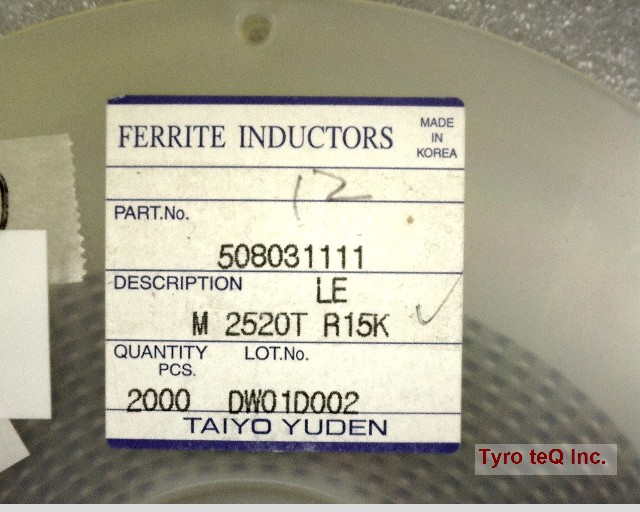 FERRITE INDUCTORS
MADE
IN
KOREA
12
PART.No.
508031111
DESCRIPTION LE
M 2520T R15K
QUANTITY LOT.No.
PCS.
2000 DW01D002
TAIYO YUDEN
Tyro teQ Inc.